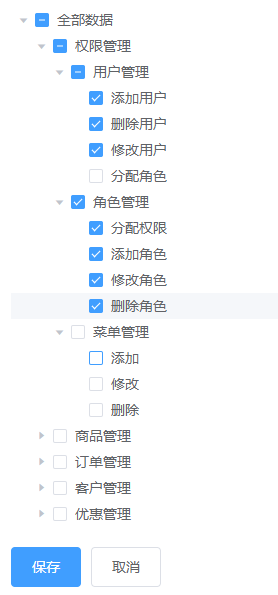 全部数据
权限管理
用户管理
添加用户
删除用户
修改用户
分配角色
角色管理
分配权限
添加角色
修改角色
删除角色
菜单管理
添加
修改
删除
商品管理
订单管理
客户管理
优惠管理
保存 取消